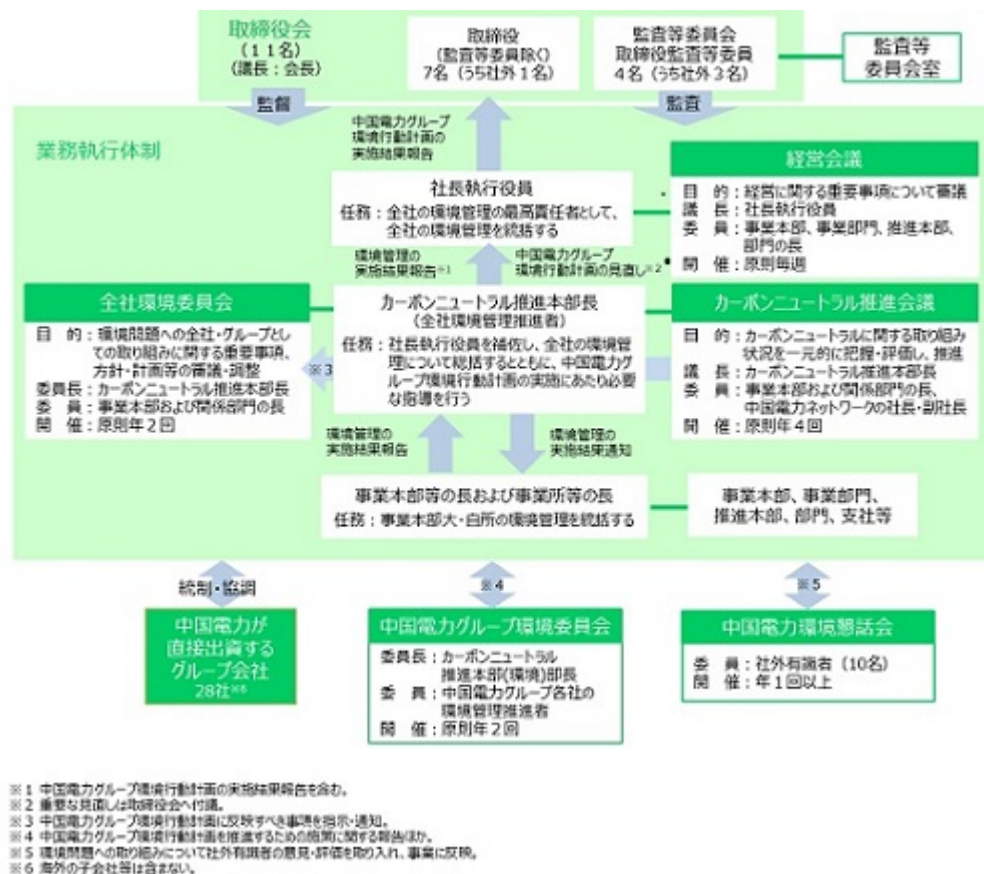 取締役会
(11名)
(議長:会長)
取締役
(監査等委員除く)
7名(うち社外1名)
監査等委員会
取締役監査等委員
4名(うち社外3名)
監査等
委員会室
監督
監査
中国電力グループ
環境行動計画の
実施結果報告
業務執行体制
社長執行役員
任務:全社の環境管理の最高責任者として、
全社の環境管理を統括する
経営会議
目 的:経営に関する重要事項について審議
議 長:社長執行役員
委 員:事業本部、事業部門、推進本部、
部門の長
開 催:原則毎週
環境管理の
実施結果報告※1
中国電力グループ
環境行動計画の見直し※2
全社環境委員会
目 的:環境問題への全社・グループとし
ての取り組みに関する重要事項、
方針・計画等の審議・調整
委員長:カーボンニュートラル推進本部長
委 員:事業本部および関係部門の長
開 催:原則年2回
※3
カーボンニュートラル推進本部長
(全社環境管理推進者)
任務:社長執行役員を補佐し、全社の環境管
理について総括するとともに、中国電力グ
ループ環境行動計画の実施にあたり必要
な指導を行う
カーボンニュートラル推進会議
目 的:カーボンニュートラルに関する取り組み
状況を一元的に把握・評価し、推進
議 長:カーボンニュートラル推進本部長
委 員:事業本部および関係部門の長、
中国電力ネットワークの社長・副社長
開 催:原則年4回
環境管理の
実施結果報告
環境管理の
実施結果通知
事業本部等の長および事業所等の長
任務:事業本部大・自所の環境管理を統括する
事業本部、事業部門、
推進本部、部門、支社等
統制・協調
※4
※5
中国電力が
直接出資する
グループ会社
28社※6
中国電力グループ環境委員会
委員長:カーボンニュートラル
推進本部(環境)部長
委 員:中国電力グループ各社の
環境管理推進者
開 催:原則年2回
中国電力環境懇話会
委 員:社外有識者(10名)
開 催:年1回以上
※1 中国電力グループ環境行動計画の実施結果報告を含む。
※2 重要な見直しは取締役会へ付議。
※3 中国電力グループ環境行動計画に反映すべき事項を指示・通知。
※4 中国電力グループ環境行動計画を推進するための施策に関する報告ほか。
※5 環境問題への取り組みについて社外有識者の意見・評価を取り入れ、事業に反映。
※6 海外の子会社等は含まない。